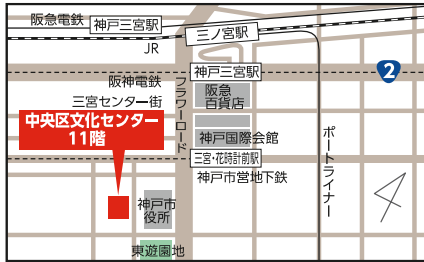 阪急電鉄
神戸三宮駅
三ノ宮駅
JR
神戸三宮駅
2
阪神電鉄
阪急
百貨店
三宮センター街
フラワーロード
中央区文化センター
11階
神戸国際会館
三宮・花時計前駅
神戸市営地下鉄
ポートライナー
神戸市
役所
東遊園地